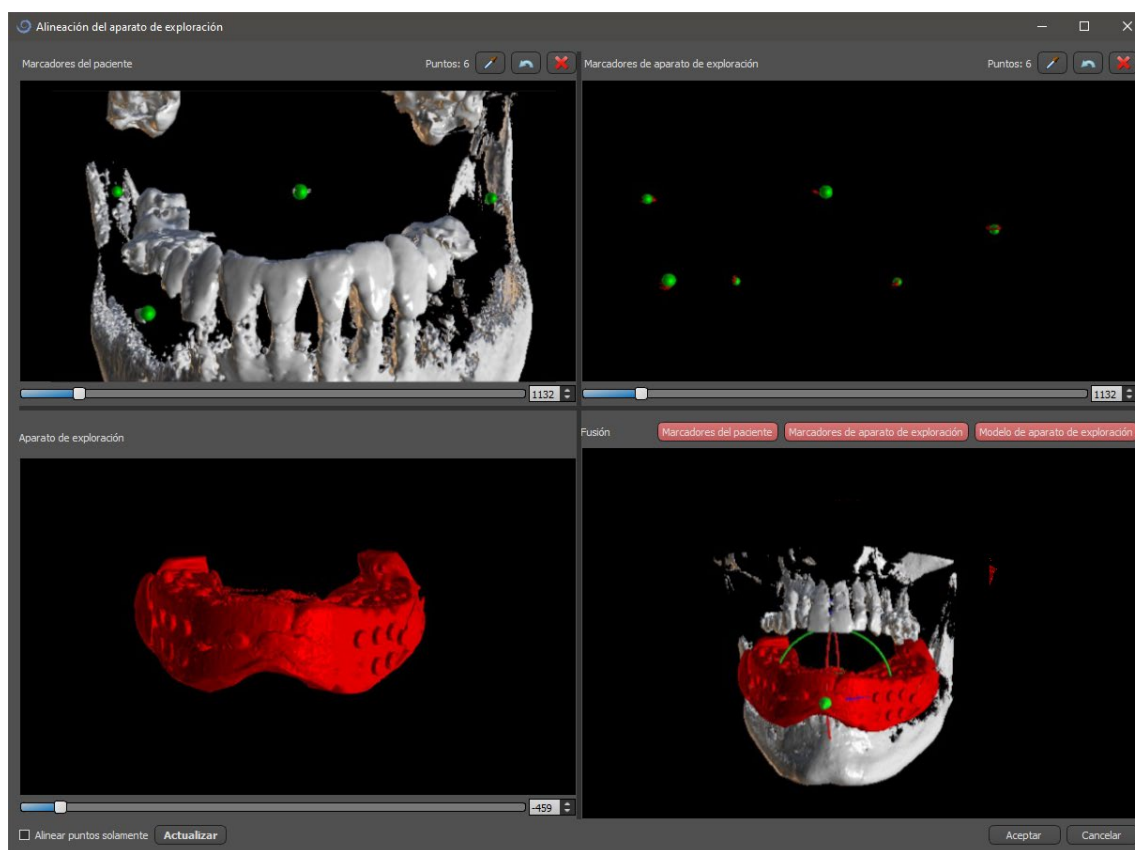 Alineación del aparato de exploración
Marcadores del paciente
Puntos: 6
Marcadores de aparato de exploración
Puntos: 6
1132
1132
Aparato de exploración
Fusión
Marcadores del paciente
Marcadores de aparato de exploración
Modelo de aparato de exploración
-459
Alinear puntos solamente
Actualizar
Aceptar
Cancelar